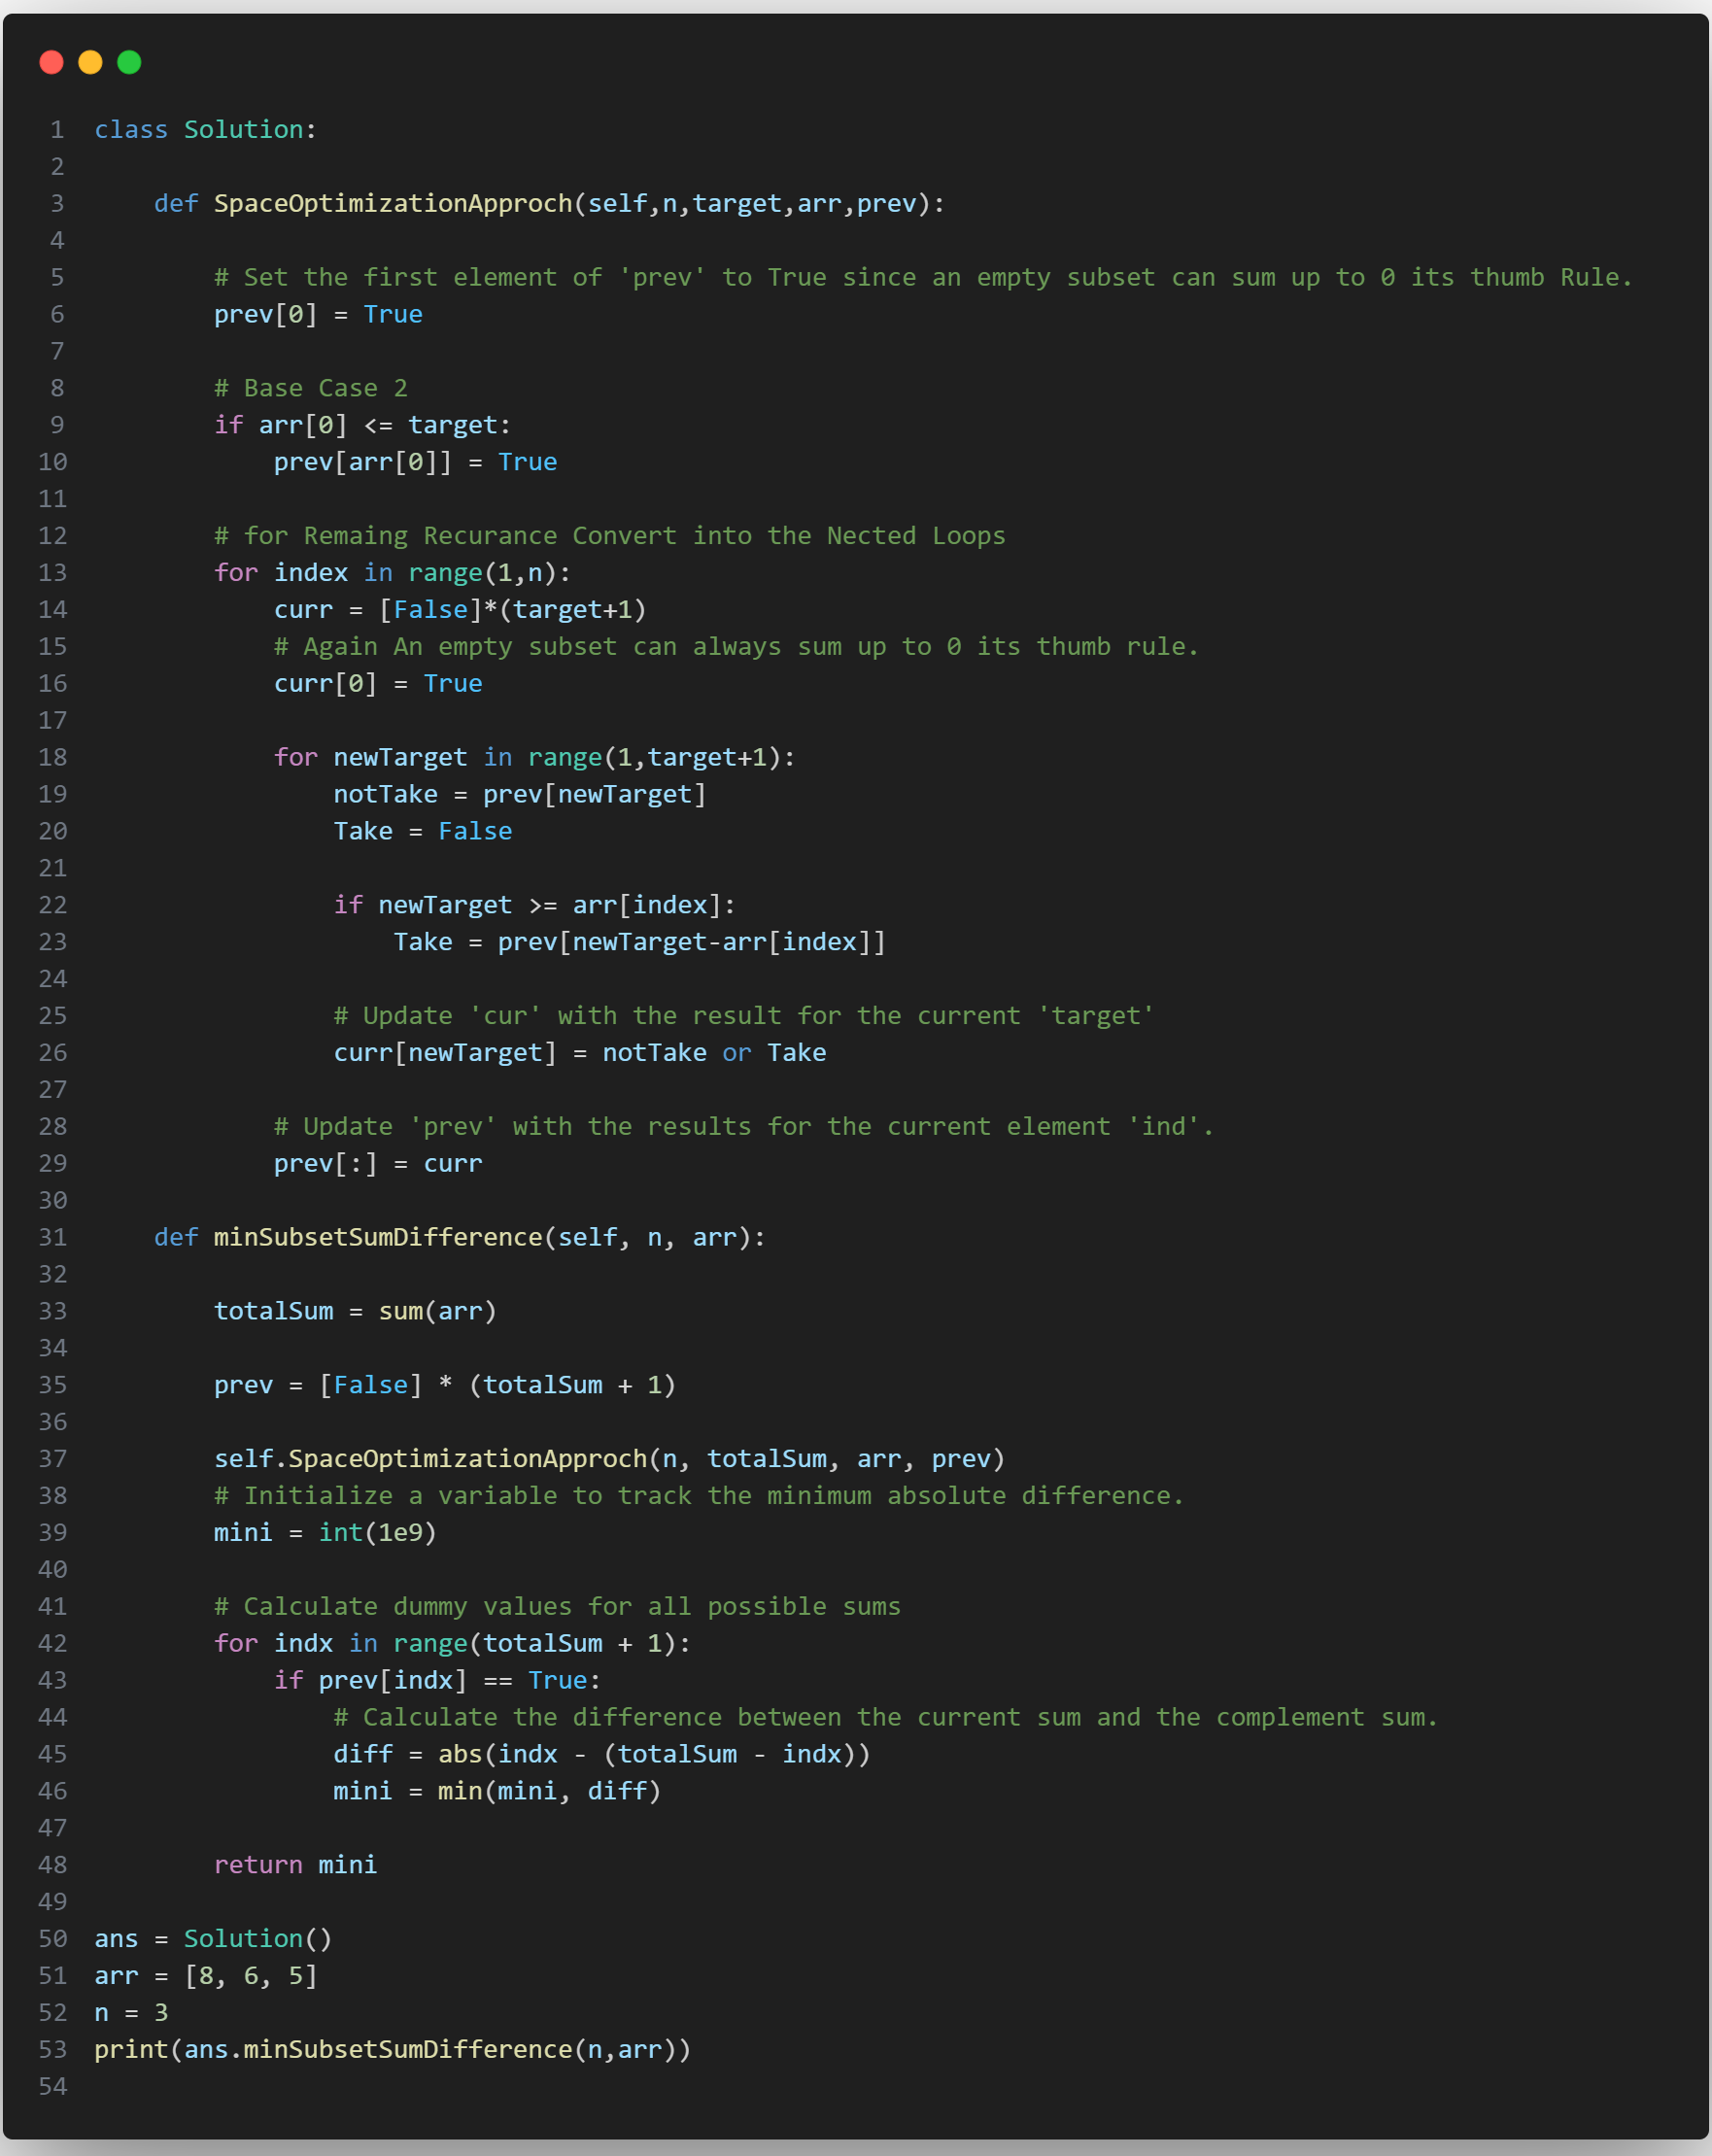 1 class Solution:
2
3     def SpaceOptimizationApproch(self,n,target,arr,prev):
4
5         # Set the first element of 'prev' to True since an empty subset can sum up to 0 its thumb Rule.
6         prev[0] = True
7
8         # Base Case 2
9         if arr[0] <= target:
10             prev[arr[0]] = True
11
12         # for Remaing Recurance Convert into the Nected Loops
13         for index in range(1,n):
14             curr = [False]*(target+1)
15             # Again An empty subset can always sum up to 0 its thumb rule.
16             curr[0] = True
17
18             for newTarget in range(1,target+1):
19                 notTake = prev[newTarget]
20                 Take = False
21
22                 if newTarget >= arr[index]:
23                     Take = prev[newTarget-arr[index]]
24
25                 # Update 'cur' with the result for the current 'target'
26                 curr[newTarget] = notTake or Take
27
28             # Update 'prev' with the results for the current element 'ind'.
29             prev[:] = curr
30
31     def minSubsetSumDifference(self, n, arr):
32
33         totalSum = sum(arr)
34
35         prev = [False] * (totalSum + 1)
36
37         self.SpaceOptimizationApproch(n, totalSum, arr, prev)
38         # Initialize a variable to track the minimum absolute difference.
39         mini = int(1e9)
40
41         # Calculate dummy values for all possible sums
42         for indx in range(totalSum + 1):
43             if prev[indx] == True:
44                 # Calculate the difference between the current sum and the complement sum.
45                 diff = abs(indx - (totalSum - indx))
46                 mini = min(mini, diff)
47
48         return mini
49
50 ans = Solution()
51 arr = [8, 6, 5]
52 n = 3
53 print(ans.minSubsetSumDifference(n,arr))
54